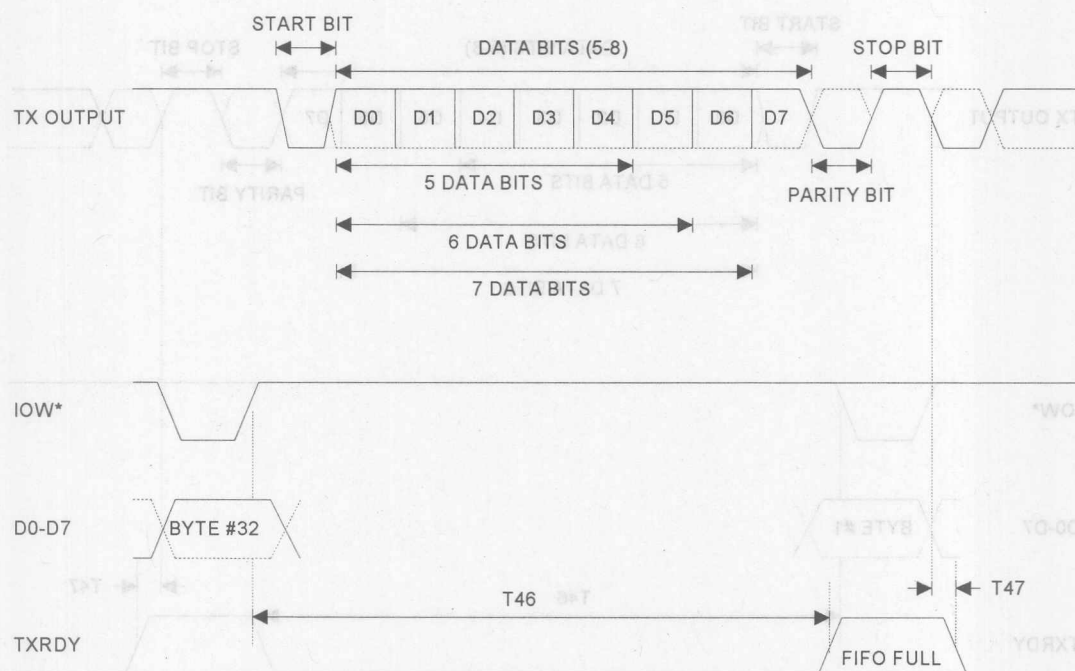 START BIT
DATA BITS (5-8)
STOP BIT
TX OUTPUT
D0 D1 D2 D3 D4 D5 D6 D7
5 DATA BITS
PARITY BIT
6 DATA BITS
7 DATA BITS
IOW*
D0-D7
BYTE #32
T46
T47
TXRDY
FIFO FULL